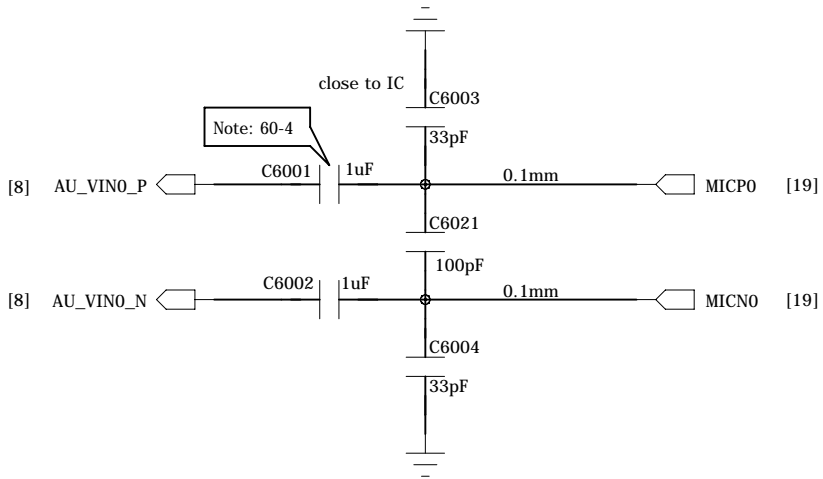 close to IC
C6003
33pF
Note: 60-4
C6001
1uF
0.1mm
[8] AU_VIN0_P
MICP0 [19]
C6021
100pF
C6002
1uF
0.1mm
[8] AU_VIN0_N
MICN0 [19]
C6004
33pF